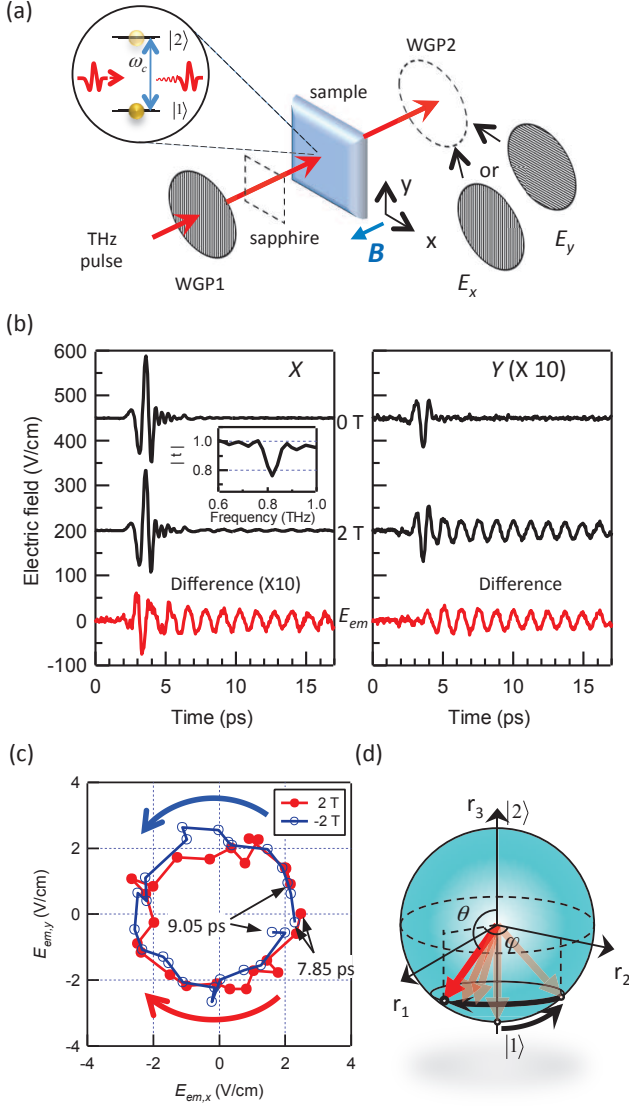 (a)
|2⟩
ω_c
|1⟩
WGP2
sample
or
y
x
B
E_y
E_x
sapphire
THz
pulse
WGP1
(b)
Electric field (V/cm)
600
500
400
300
200
100
0
-100
X
0 T
|t|
1.0
0.8
0.6 0.8 1.0
Frequency (THz)
2 T
Difference (X10)
E_em
0 5 10 15
Time (ps)
Y (X 10)
Difference
0 5 10 15
Time (ps)
(c)
E_em,y (V/cm)
4
2
0
-2
-4
2 T
-2 T
9.05 ps
7.85 ps
-4 -2 0 2 4
E_em,x (V/cm)
(d)
r_3
|2⟩
θ
φ
r_1
r_2
|1⟩